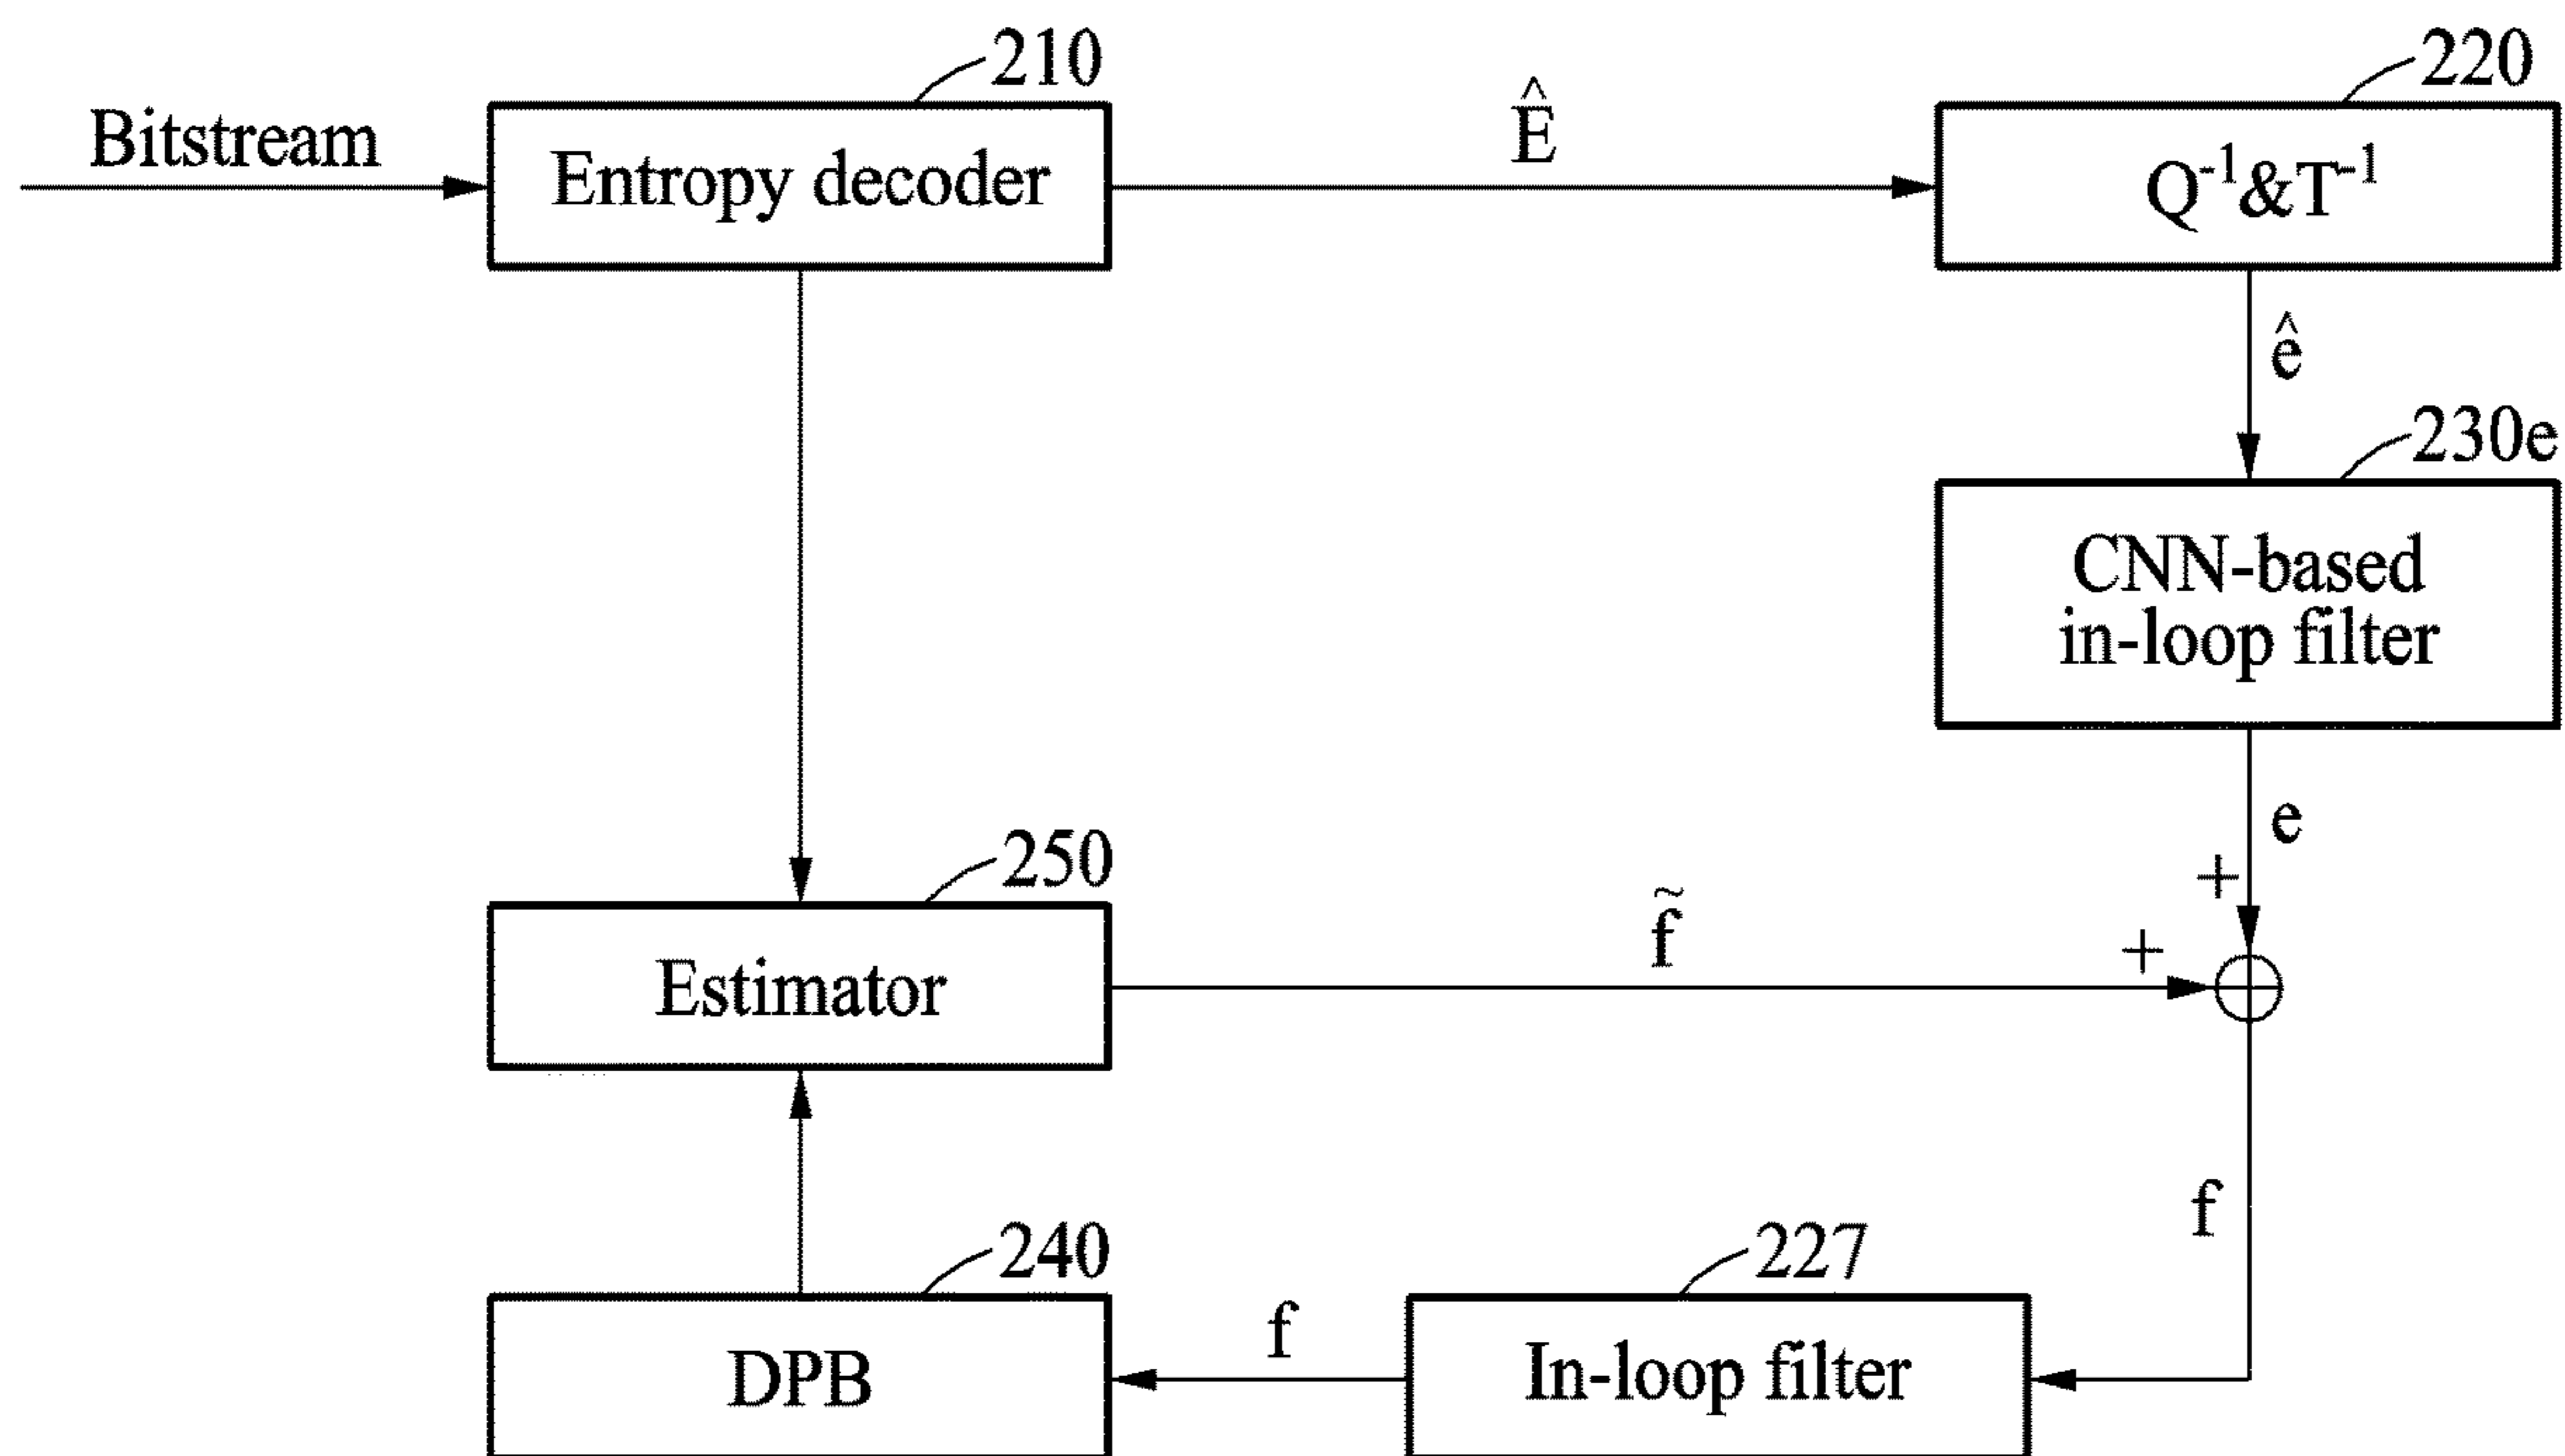 210
220
Bitstream
Entropy decoder
Ê
Q⁻¹&T⁻¹
ê
230e
CNN-based
in-loop filter
e
+
250
Estimator
f̃
+
f
240
227
DPB
f
In-loop filter